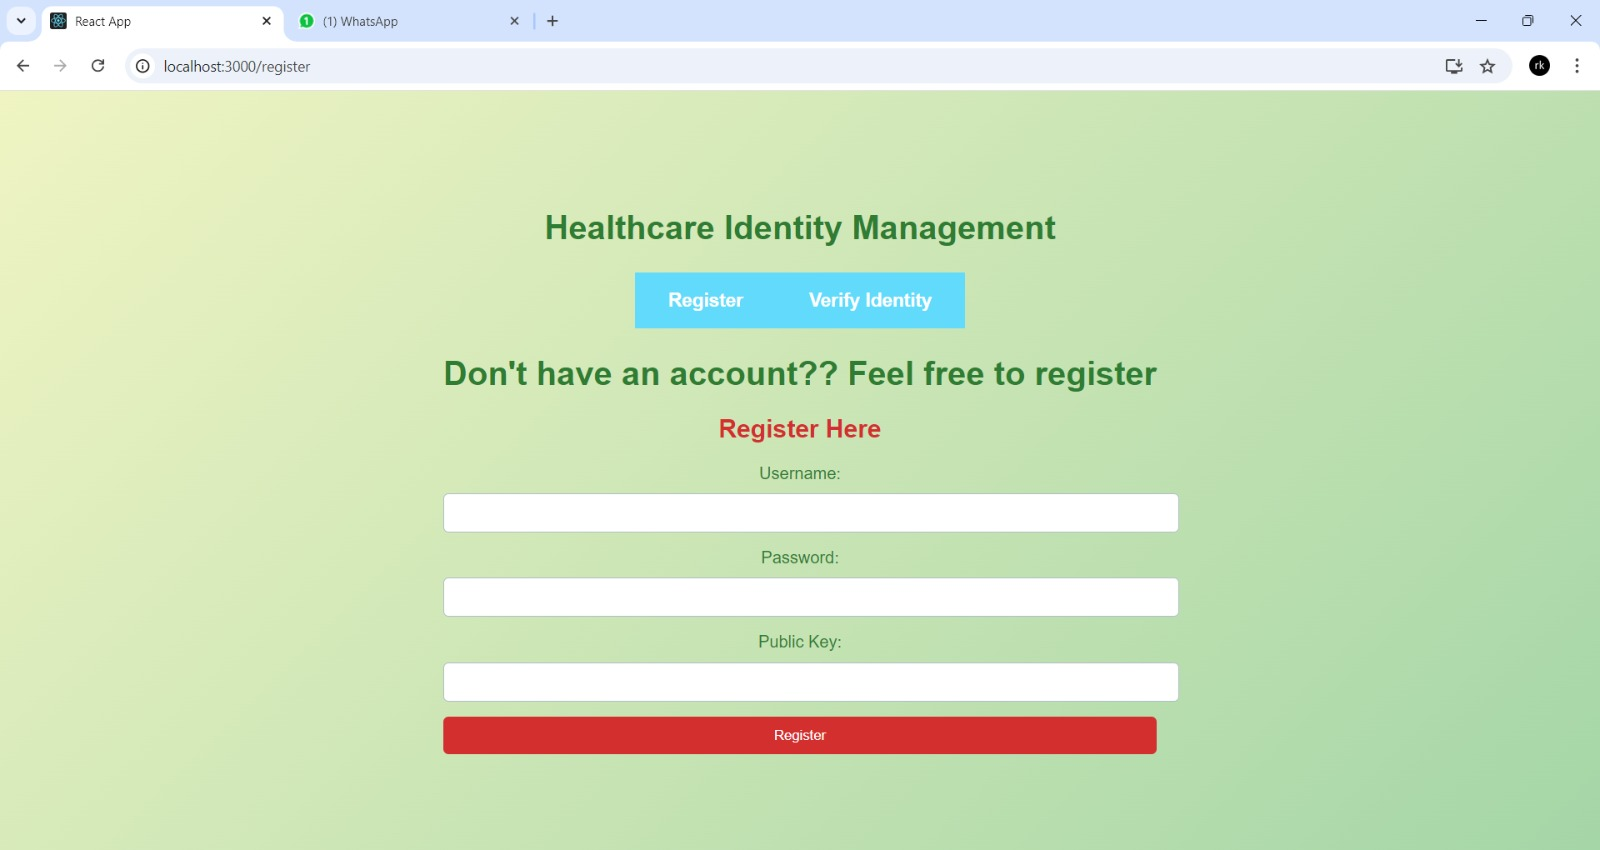 React App
(1) WhatsApp
localhost:3000/register
rk
Healthcare Identity Management
Register Verify Identity
Don't have an account?? Feel free to register
Register Here
Username:
Password:
Public Key:
Register